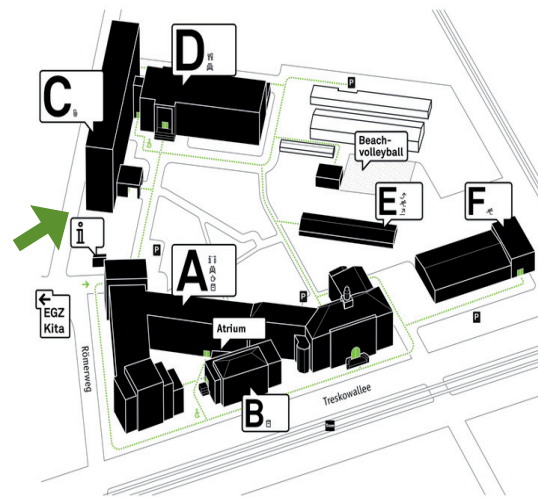 D
C
P
Beach-
volleyball
E
F
i
A
P
P
P
EGZ
Kita
Atrium
Römerweg
B
Treskowallee